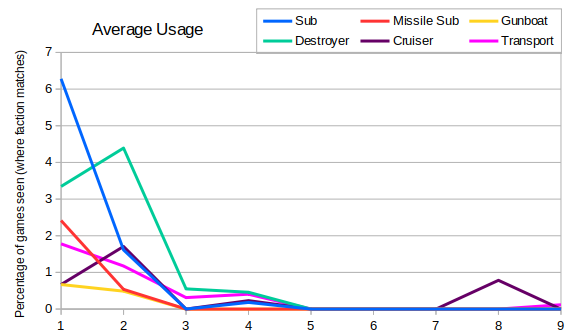 Average Usage
Sub
Missile Sub
Gunboat
Destroyer
Cruiser
Transport
Percentage of games seen (where faction matches)
7
6
5
4
3
2
1
0
1 2 3 4 5 6 7 8 9